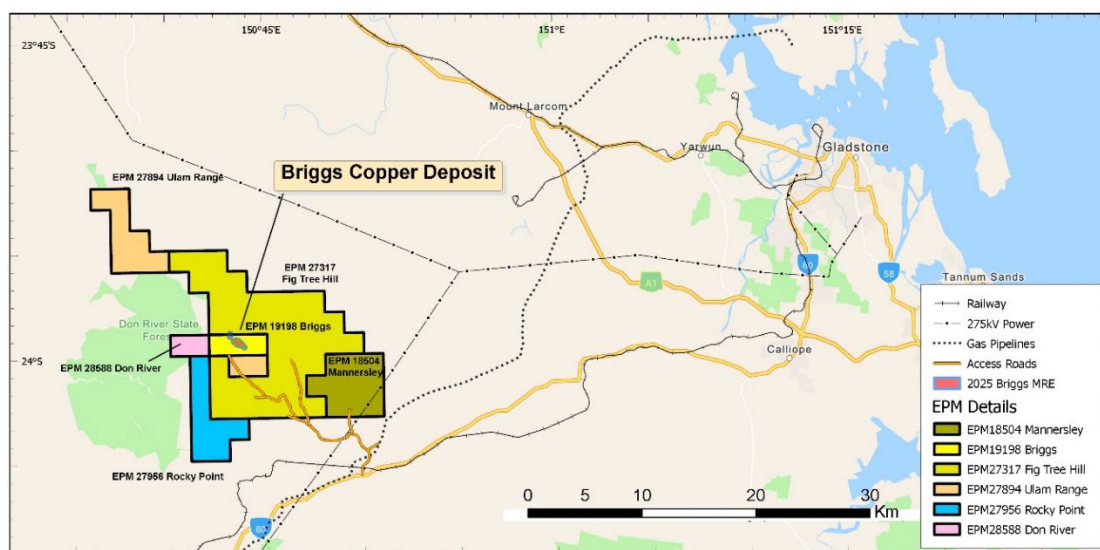 150°45'E
151°E
151°15'E
23°45'S
24°S
Mount Larcom
Yarwun
Gladstone
Briggs Copper Deposit
EPM 27894 Ulam Range
EPM 27317
Fig Tree Hill
A1
58
Tannum Sands
Don River State
EPM 19198 Briggs
EPM 28588 Don River
EPM 18504
Mannersley
Calliope
EPM 27956 Rocky Point
60
0 5 10 20 30
Km
Railway
275kV Power
Gas Pipelines
Access Roads
2025 Briggs MRE
EPM Details
EPM18504 Mannersley
EPM19198 Briggs
EPM27317 Fig Tree Hill
EPM27894 Ulam Range
EPM27956 Rocky Point
EPM28588 Don River